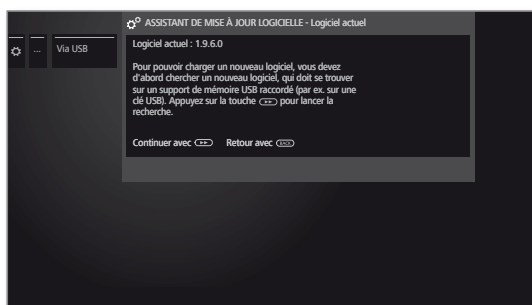 ASSISTANT DE MISE À JOUR LOGICIELLE - Logiciel actuel
... Via USB
Logiciel actuel : 1.9.6.0
Pour pouvoir charger un nouveau logiciel, vous devez
d'abord chercher un nouveau logiciel, qui doit se trouver
sur un support de mémoire USB raccordé (par ex. sur une
clé USB). Appuyez sur la touche pour lancer la
recherche.
Continuer avec Retour avec BACK